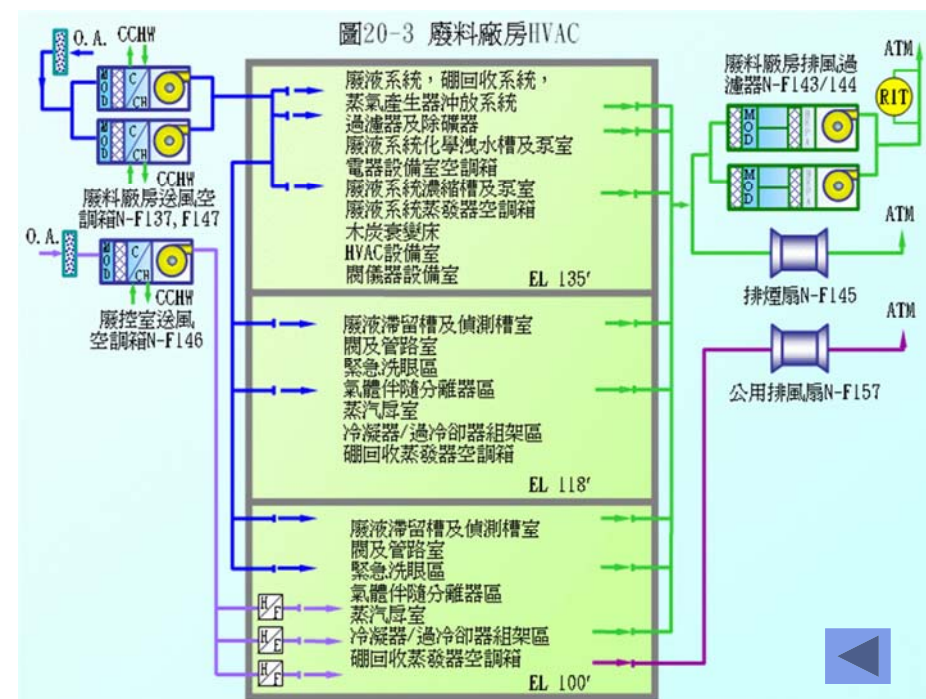 圖20-3 廢料廠房HVAC
O. A.
CCHW
M
O
D
C
CH
M
O
D
C
CH
CCHW
廢料廠房送風空
調箱N-F137, F147
O. A.
M
O
D
C
CH
CCHW
廢控室送風
空調箱N-F146
廢液系統，硼回收系統，
蒸氣產生器沖放系統
過濾器及除礦器
廢液系統化學洩水槽及泵室
電器設備室空調箱
廢液系統濃縮槽及泵室
廢液系統蒸發器空調箱
木炭衰變床
HVAC設備室
閥儀器設備室
EL 135'
廢液滯留槽及偵測槽室
閥及管路室
緊急洗眼區
氣體伴隨分離器區
蒸汽戽室
冷凝器/過冷卻器組架區
硼回收蒸發器空調箱
EL 118'
廢液滯留槽及偵測槽室
閥及管路室
緊急洗眼區
氣體伴隨分離器區
蒸汽戽室
冷凝器/過冷卻器組架區
硼回收蒸發器空調箱
EL 100'
H/F
H/F
H/F
廢料廠房排風過
濾器N-F143/144
ATM
RIT
M
O
D
M
O
D
ATM
排煙扇N-F145
ATM
公用排風扇N-F157